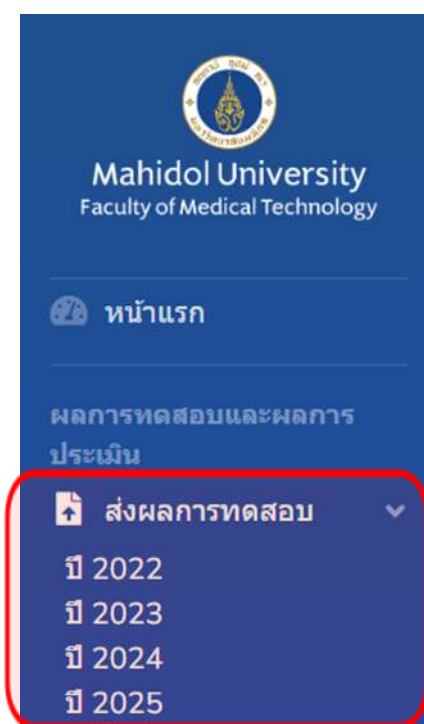 Mahidol University
Faculty of Medical Technology
หน้าแรก
ผลการทดสอบและผลการ
ประเมิน
ส่งผลการทดสอบ
ปี 2022
ปี 2023
ปี 2024
ปี 2025